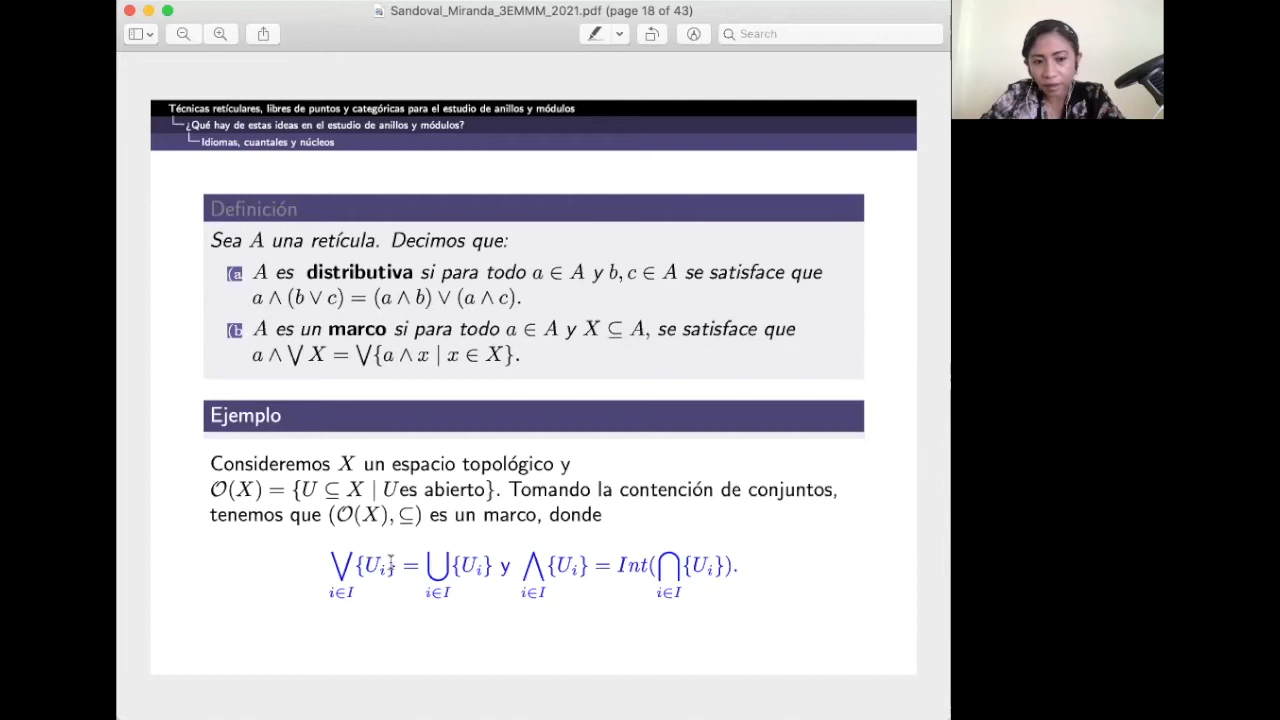 Sandoval_Miranda_3EMMM_2021.pdf (page 18 of 43)
Search
Técnicas retículares, libres de puntos y categóricas para el estudio de anillos y módulos
¿Qué hay de estas ideas en el estudio de anillos y módulos?
Idiomas, cuantales y núcleos
Definición
Sea A una retícula. Decimos que:
(a A es distributiva si para todo a ∈ A y b, c ∈ A se satisface que
a ∧ (b ∨ c) = (a ∧ b) ∨ (a ∧ c).
(b A es un marco si para todo a ∈ A y X ⊆ A, se satisface que
a ∧ ⋁ X = ⋁{a ∧ x | x ∈ X}.
Ejemplo
Consideremos X un espacio topológico y
𝒪(X) = {U ⊆ X | U es abierto}. Tomando la contención de conjuntos,
tenemos que (𝒪(X), ⊆) es un marco, donde
⋁{U_i} = ⋃{U_i} y ⋀{U_i} = Int(⋂{U_i}).
i∈I i∈I i∈I i∈I